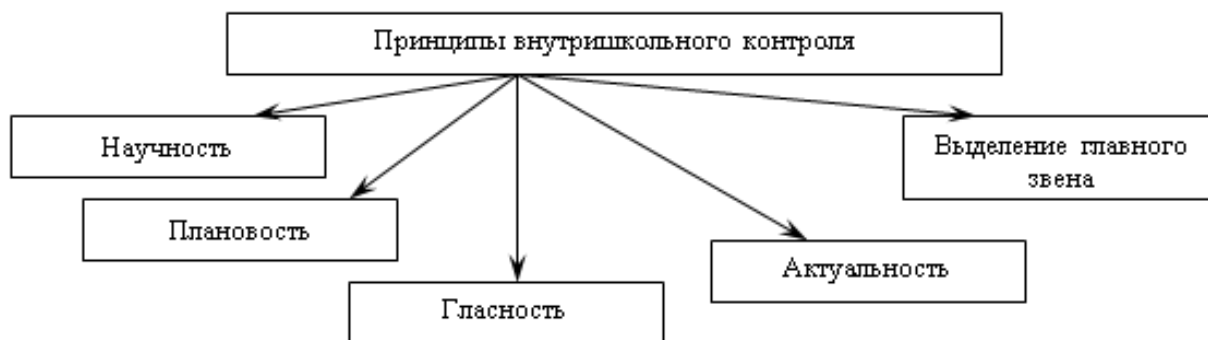 Принципы внутришкольного контроля
Научность
Выделение главного
звена
Плановость
Актуальность
Гласность